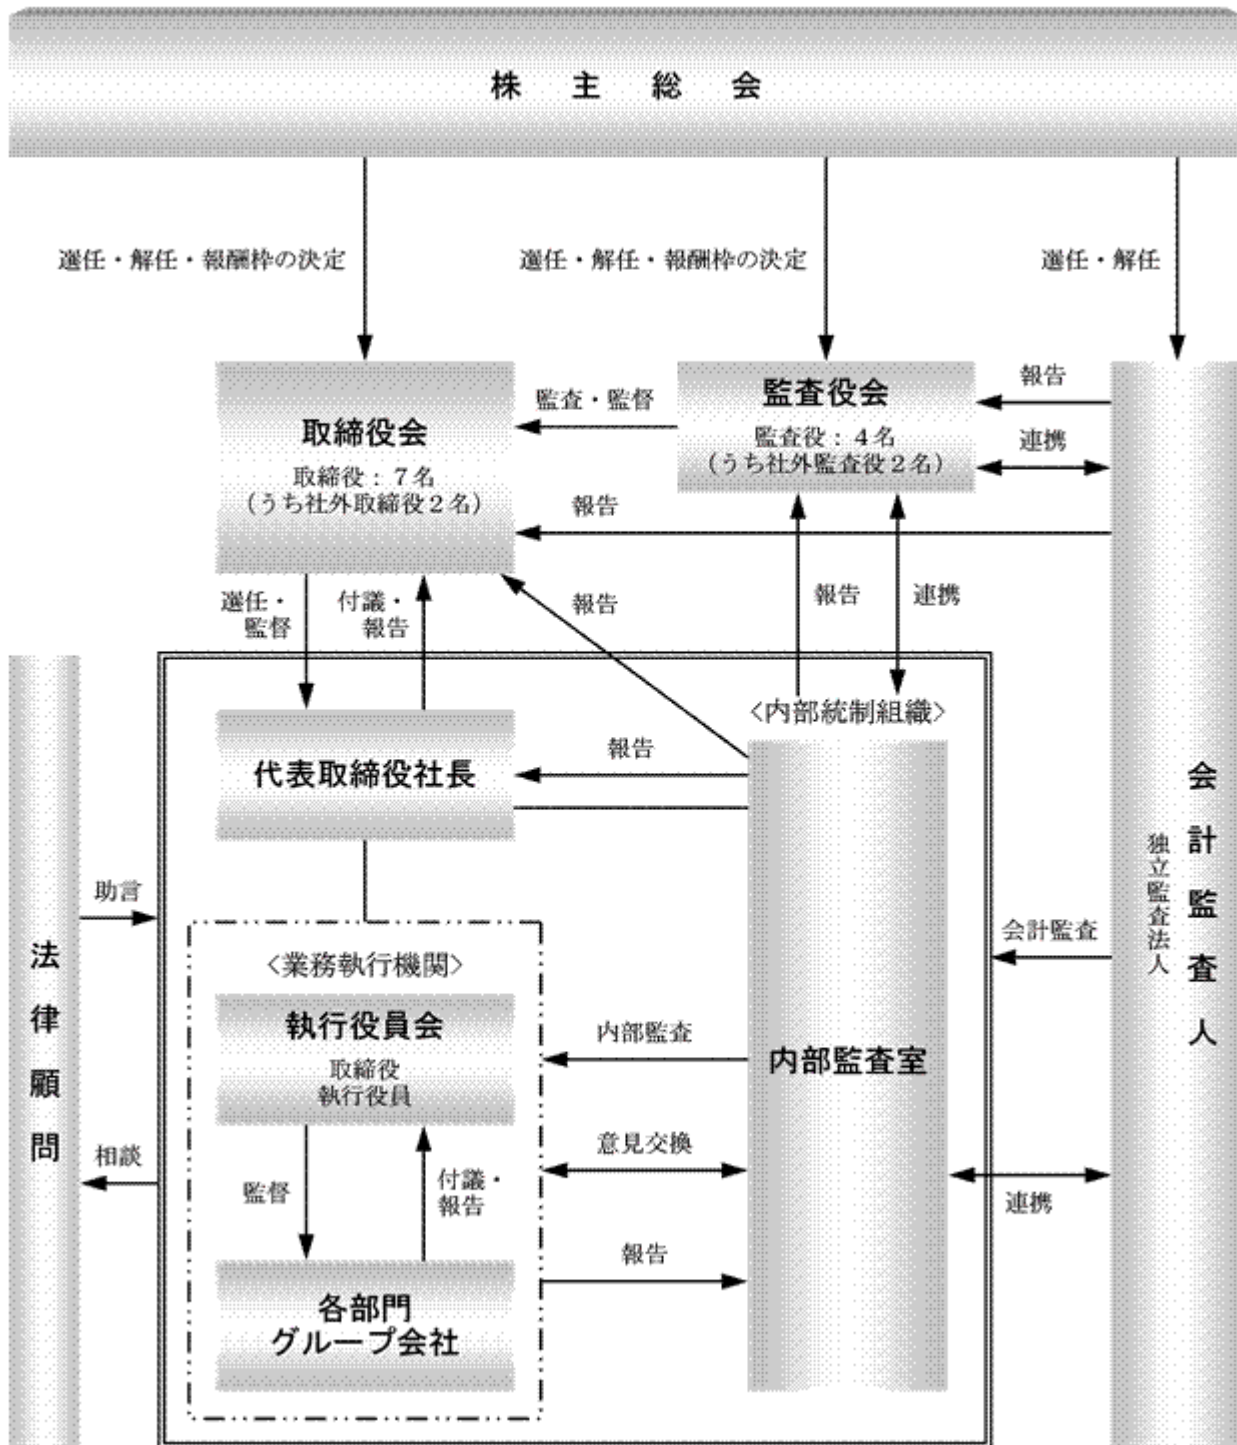 株主総会
選任・解任・報酬枠の決定
選任・解任・報酬枠の決定
選任・解任
取締役会
取締役：７名
（うち社外取締役２名）
監査・監督
監査役会
監査役：４名
（うち社外監査役２名）
報告
連携
報告
選任・
監督
付議・
報告
報告
報告
連携
<内部統制組織>
代表取締役社長
報告
会計監査人
独立監査法人
助言
法律顧問
相談
会計監査
<業務執行機関>
執行役員会
取締役
執行役員
内部監査
内部監査室
意見交換
監督
付議・
報告
連携
報告
各部門
グループ会社